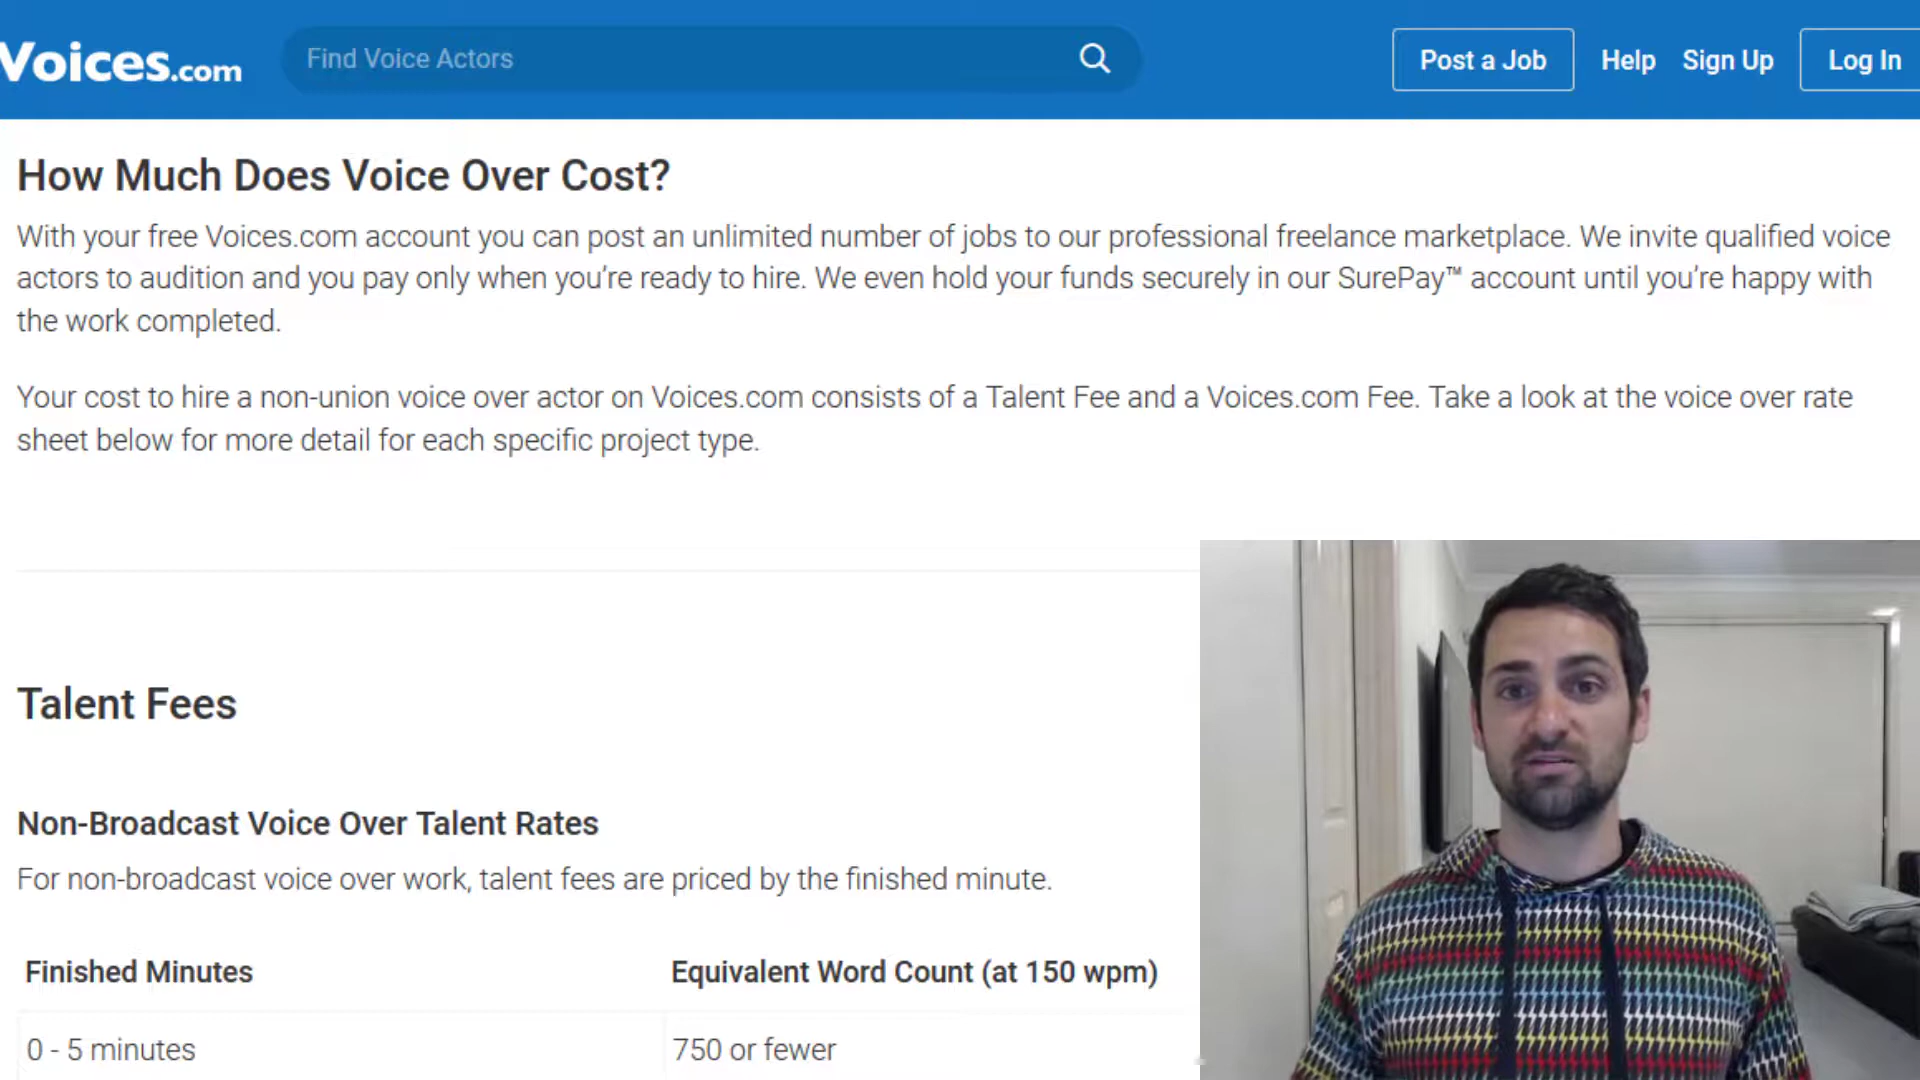 Voices.com
Find Voice Actors
Post a Job
Help
Sign Up
Log In
How Much Does Voice Over Cost?
With your free Voices.com account you can post an unlimited number of jobs to our professional freelance marketplace. We invite qualified voice
actors to audition and you pay only when you’re ready to hire. We even hold your funds securely in our SurePay™ account until you’re happy with
the work completed.
Your cost to hire a non-union voice over actor on Voices.com consists of a Talent Fee and a Voices.com Fee. Take a look at the voice over rate
sheet below for more detail for each specific project type.
Talent Fees
Non-Broadcast Voice Over Talent Rates
For non-broadcast voice over work, talent fees are priced by the finished minute.
Finished Minutes
Equivalent Word Count (at 150 wpm)
0 - 5 minutes
750 or fewer